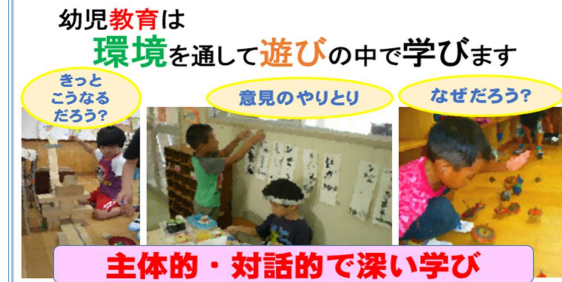 幼児教育は
環境を通して遊びの中で学びます
きっと
こうなる
だろう？
意見のやりとり
なぜだろう？
主体的・対話的で深い学び